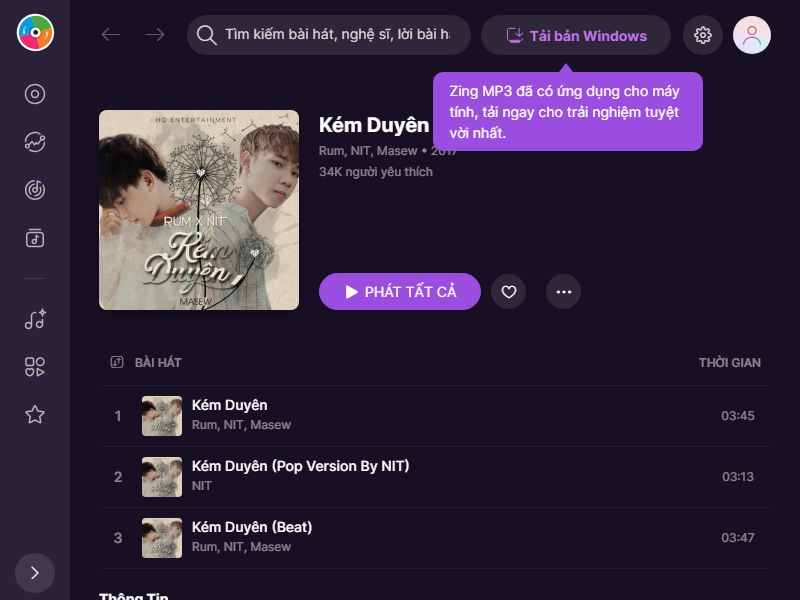 Tìm kiếm bài hát, nghệ sĩ, lời bài h
Tải bản Windows
Zing MP3 đã có ứng dụng cho máy
tính, tải ngay cho trải nghiệm tuyệt
vời nhất.
HQ ENTERTAINMENT
RUM X NIT
Kém
Duyên
MASEW
Kém Duyên
Rum, NIT, Masew • 2017
34K người yêu thích
PHÁT TẤT CẢ
BÀI HÁT
THỜI GIAN
1
Kém Duyên
Rum, NIT, Masew
03:45
2
Kém Duyên (Pop Version By NIT)
NIT
03:13
3
Kém Duyên (Beat)
Rum, NIT, Masew
03:47
Thông Tin